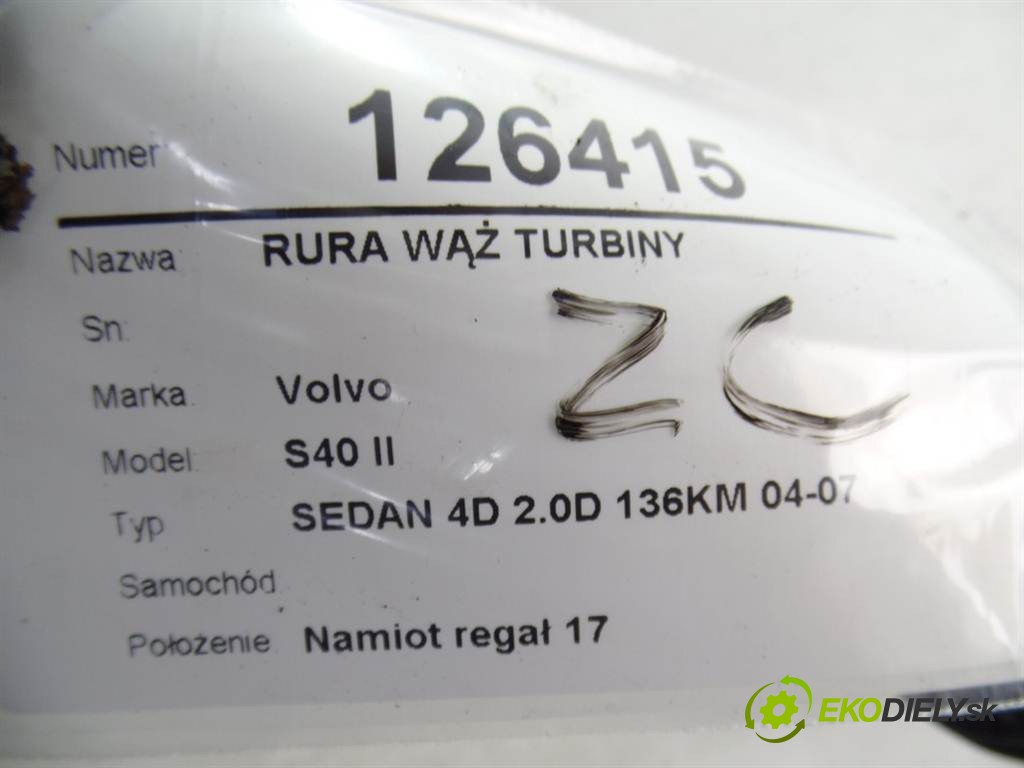 Numer 126415
Nazwa: RURA WĄŻ TURBINY
Sn:
ZC
Marka Volvo
Model: S40 II
Typ SEDAN 4D 2.0D 136KM 04-07
Samochód
Położenie Namiot regał 17
EKODIELY.sk